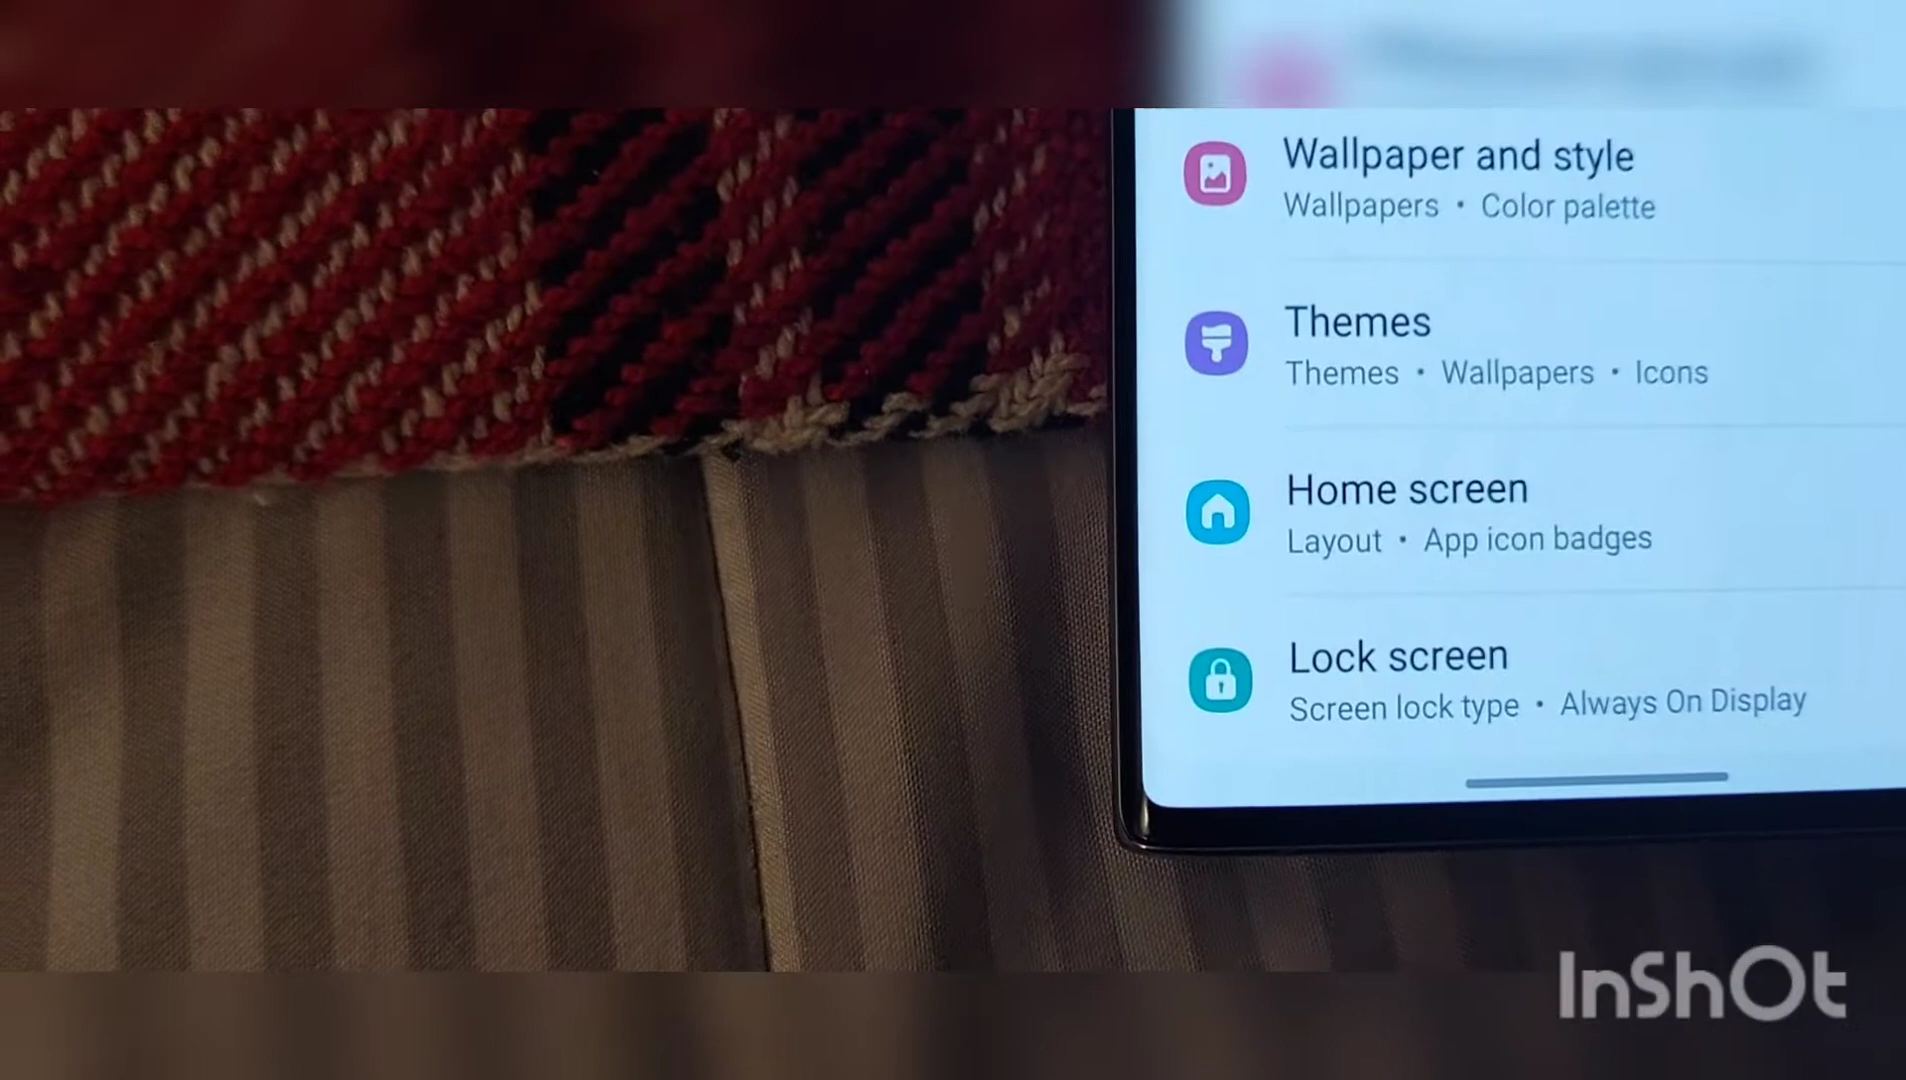 Wallpaper and style
Wallpapers • Color palette
Themes
Themes • Wallpapers • Icons
Home screen
Layout • App icon badges
Lock screen
Screen lock type • Always On Display
InShOt